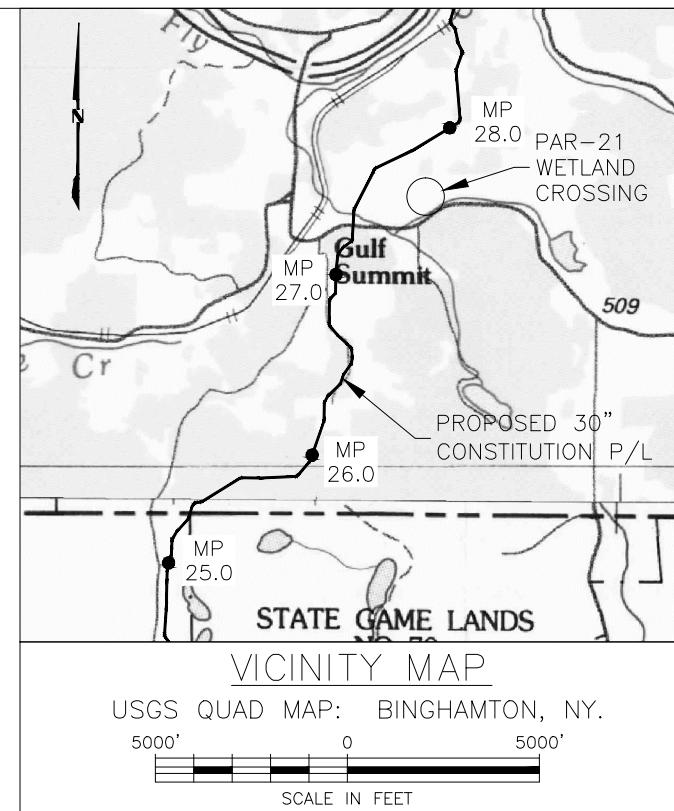 Fly
N
MP
28.0
PAR-21
WETLAND
CROSSING
Gulf
Summit
MP
27.0
509
Cr
PROPOSED 30"
CONSTITUTION P/L
MP
26.0
MP
25.0
STATE GAME LANDS
VICINITY MAP
USGS QUAD MAP: BINGHAMTON, NY.
5000' 0 5000'
SCALE IN FEET